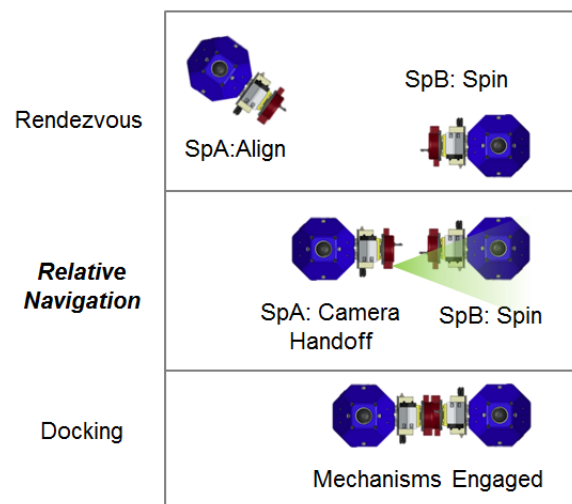 Rendezvous
SpA:Align
SpB: Spin
Relative
Navigation
SpA: Camera
Handoff
SpB: Spin
Docking
Mechanisms Engaged